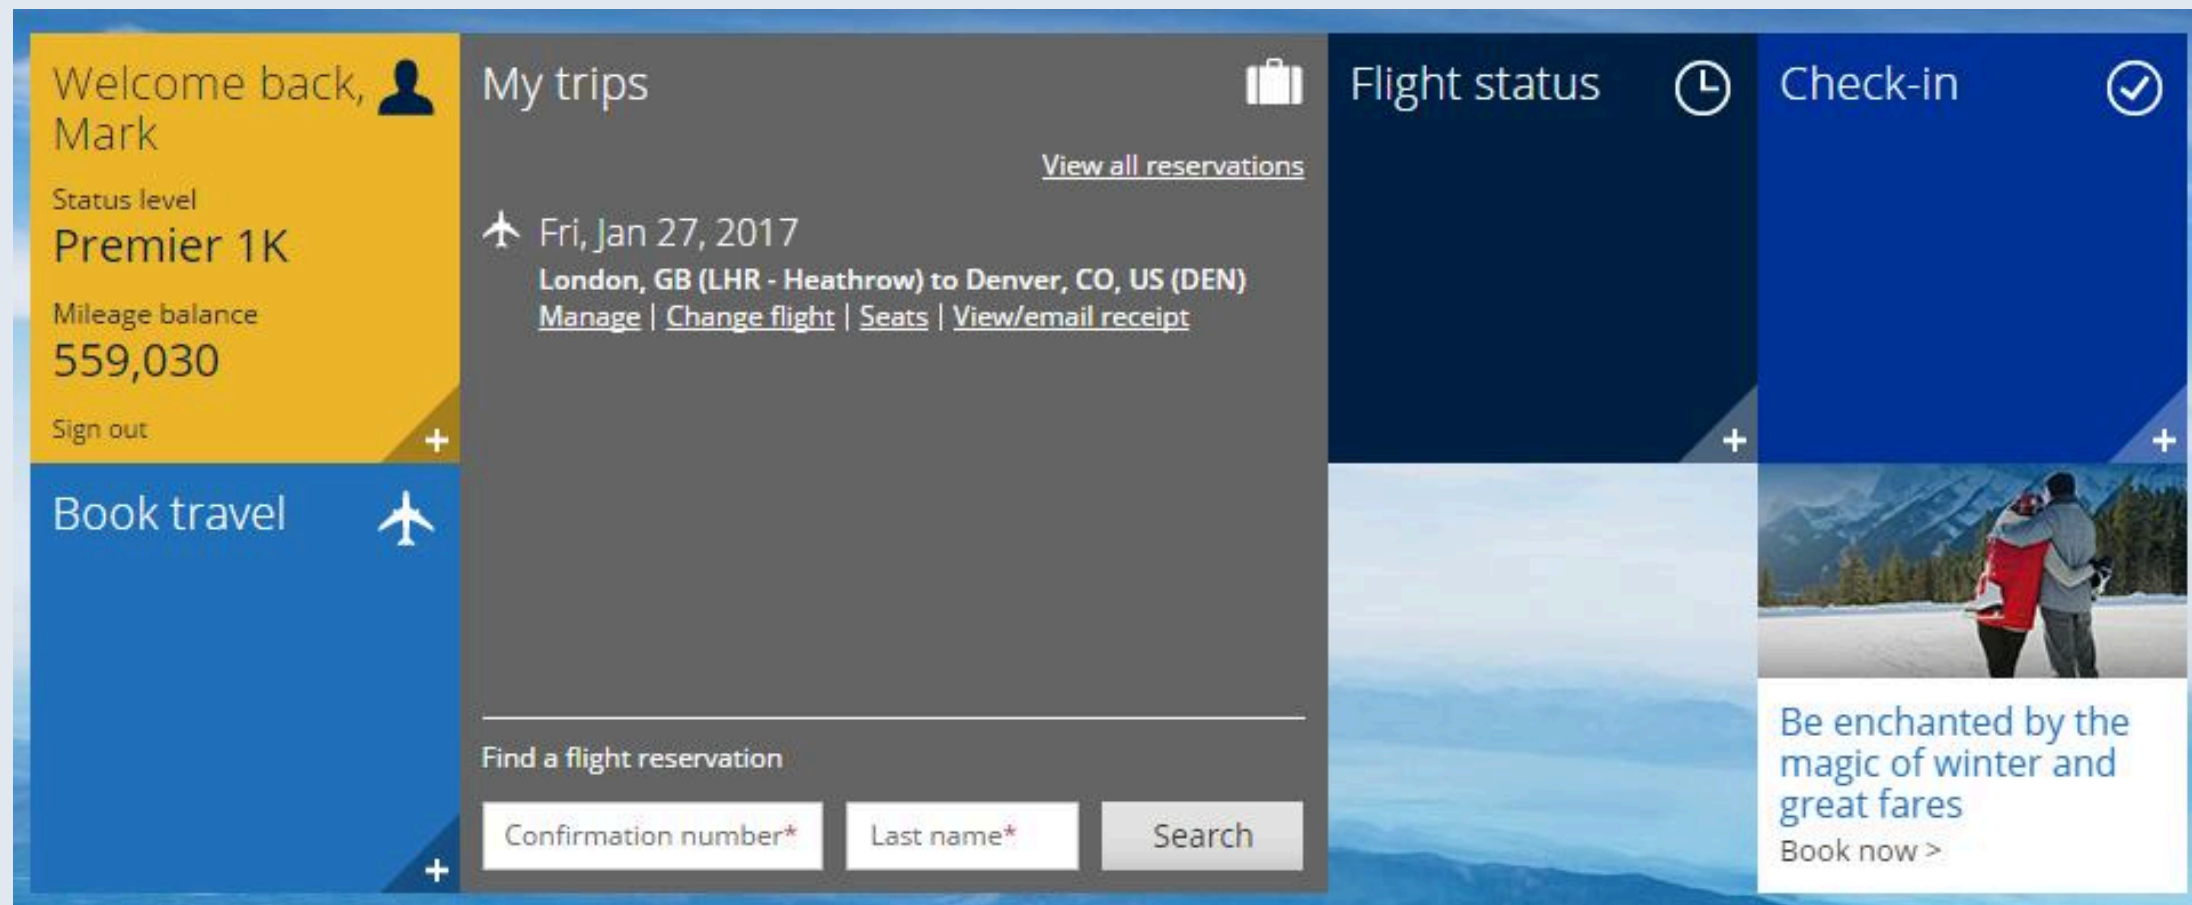 Welcome back,
Mark
Status level
Premier 1K
Mileage balance
559,030
Sign out
+
Book travel
+
My trips
View all reservations
Fri, Jan 27, 2017
London, GB (LHR - Heathrow) to Denver, CO, US (DEN)
Manage | Change flight | Seats | View/email receipt
Find a flight reservation
Confirmation number* Last name* Search
Flight status
+
Check-in
+
Be enchanted by the
magic of winter and
great fares
Book now >